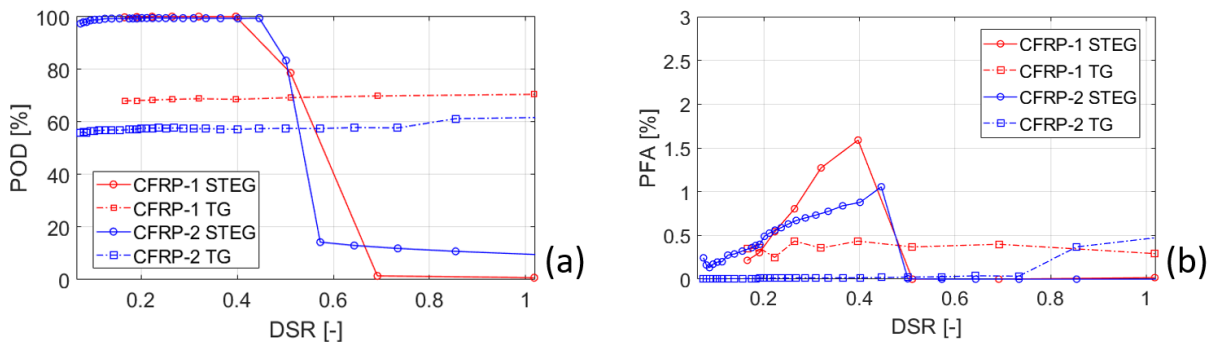 100
80
60
40
20
0
POD [%]
CFRP-1 STEG
CFRP-1 TG
CFRP-2 STEG
CFRP-2 TG
0.2 0.4 0.6 0.8 1
DSR [-]
(a)
3
2.5
2
1.5
1
0.5
0
PFA [%]
CFRP-1 STEG
CFRP-1 TG
CFRP-2 STEG
CFRP-2 TG
0.2 0.4 0.6 0.8 1
DSR [-]
(b)